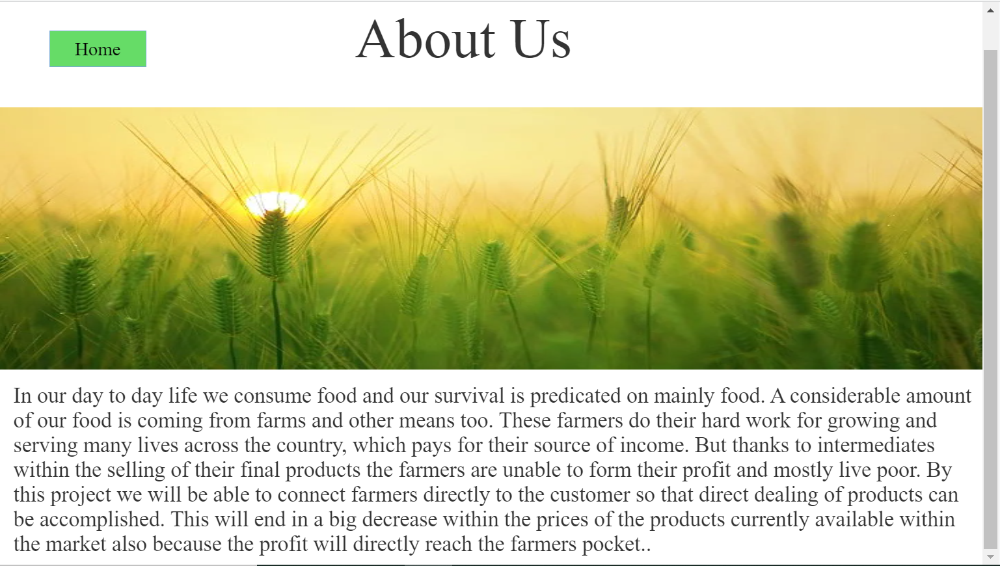 About Us
Home
In our day to day life we consume food and our survival is predicated on mainly food. A considerable amount
of our food is coming from farms and other means too. These farmers do their hard work for growing and
serving many lives across the country, which pays for their source of income. But thanks to intermediates
within the selling of their final products the farmers are unable to form their profit and mostly live poor. By
this project we will be able to connect farmers directly to the customer so that direct dealing of products can
be accomplished. This will end in a big decrease within the prices of the products currently available within
the market also because the profit will directly reach the farmers pocket..